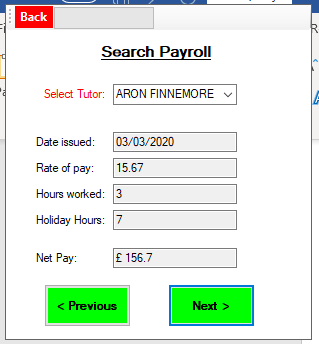 Back
Search Payroll
Select Tutor: ARON FINNEMORE
Date issued: 03/03/2020
Rate of pay: 15.67
Hours worked: 3
Holiday Hours: 7
Net Pay: £ 156.7
< Previous Next >